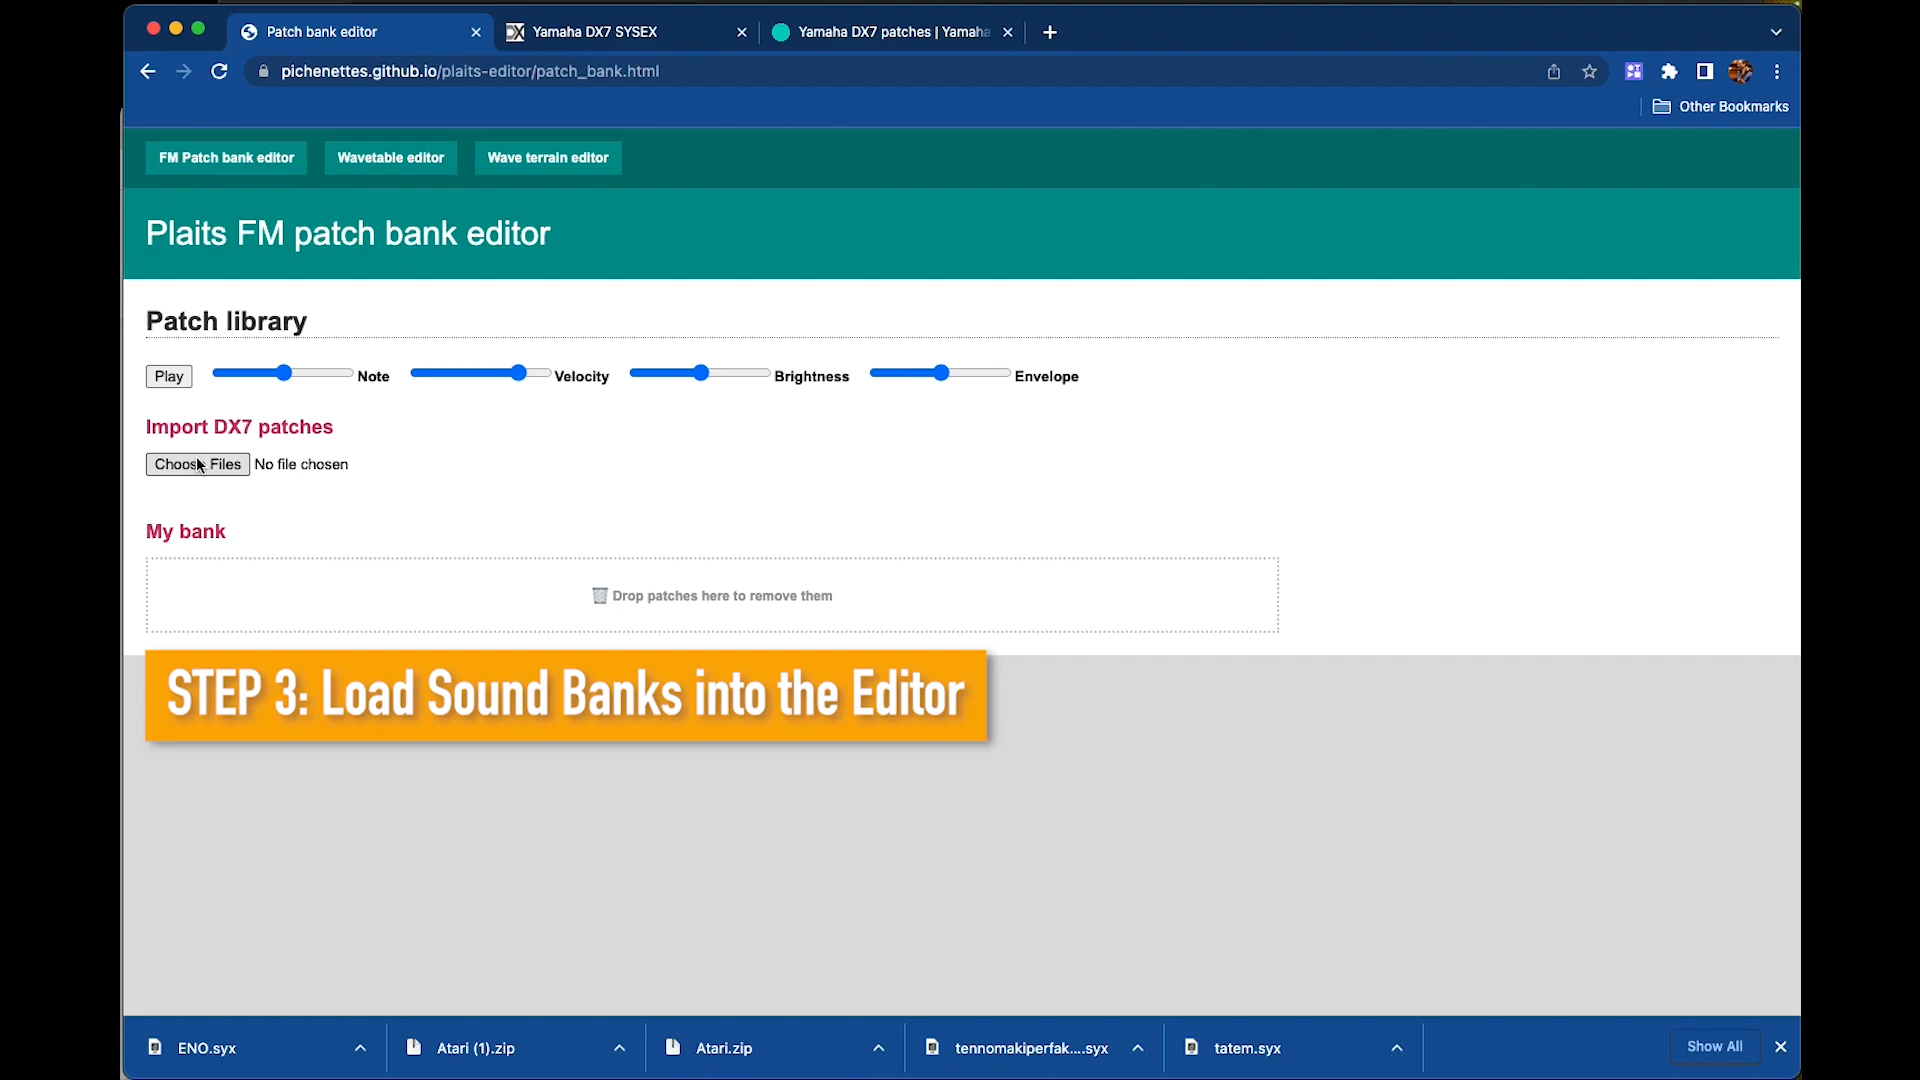 Patch bank editor
Yamaha DX7 SYSEX
Yamaha DX7 patches | Yamaha
pichenettes.github.io/plaits-editor/patch_bank.html
Other Bookmarks
FM Patch bank editor
Wavetable editor
Wave terrain editor
Plaits FM patch bank editor
Patch library
Play
Note
Velocity
Brightness
Envelope
Import DX7 patches
Choose Files
No file chosen
My bank
Drop patches here to remove them
STEP 3: Load Sound Banks into the Editor
ENO.syx
Atari (1).zip
Atari.zip
tennomakiperfak....syx
tatem.syx
Show All